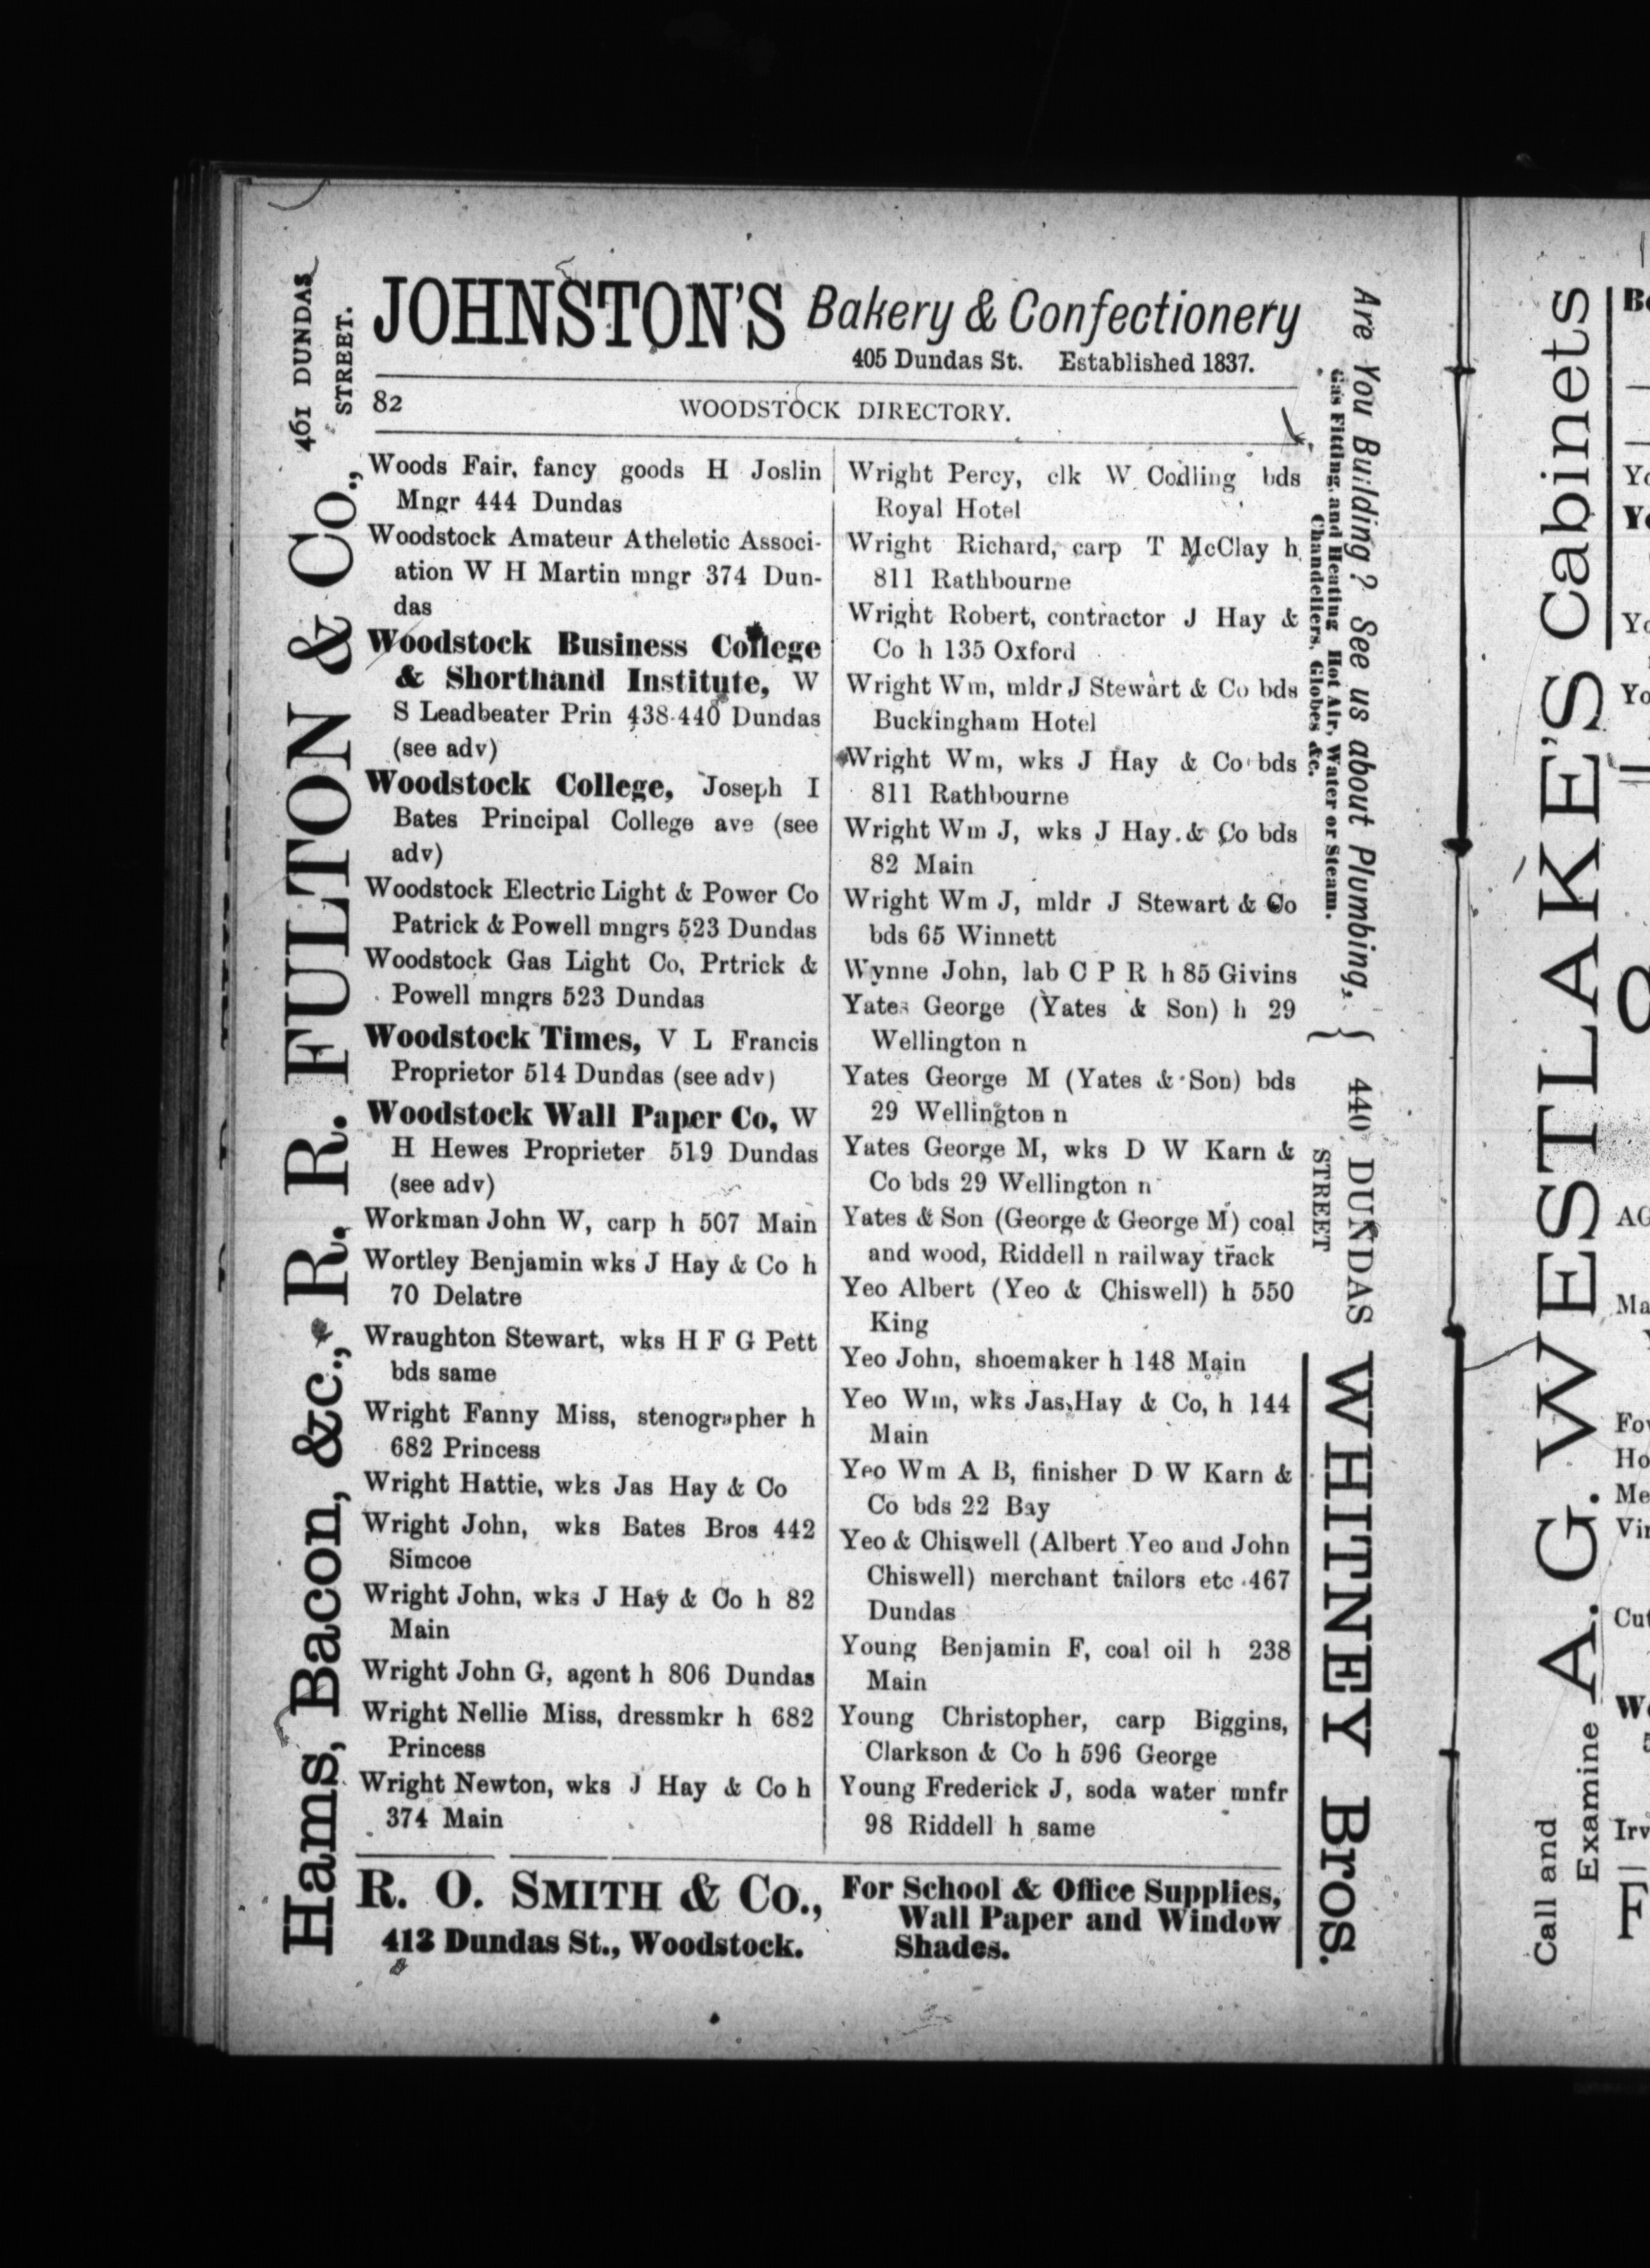 JOHNSTON'S Bakery & Confectionery
405 Dundas St. Established 1837.
82 WOODSTOCK DIRECTORY.
Woods Fair, fancy goods H Joslin
Mngr 444 Dundas
Woodstock Amateur Atheletic Associ-
ation W H Martin mngr 374 Dun-
das
Woodstock Business College
& Shorthand Institute, W
S Leadbeater Prin 438-440 Dundas
(see adv)
Woodstock College, Joseph I
Bates Principal College ave (see
adv)
Woodstock Electric Light & Power Co
Patrick & Powell mngrs 523 Dundas
Woodstock Gas Light Co, Prtrick &
Powell mngrs 523 Dundas
Woodstock Times, V L Francis
Proprietor 514 Dundas (see adv)
Woodstock Wall Paper Co, W
H Hewes Proprieter 519 Dundas
(see adv)
Workman John W, carp h 507 Main
Wortley Benjamin wks J Hay & Co h
70 Delatre
Wraughton Stewart, wks H F G Pett
bds same
Wright Fanny Miss, stenographer h
682 Princess
Wright Hattie, wks Jas Hay & Co
Wright John, wks Bates Bros 442
Simcoe
Wright John, wks J Hay & Co h 82
Main
Wright John G, agent h 806 Dundas
Wright Nellie Miss, dressmkr h 682
Princess
Wright Newton, wks J Hay & Co h
374 Main
Wright Percy, clk W Codling bds
Royal Hotel
Wright Richard, carp T McClay h
811 Rathbourne
Wright Robert, contractor J Hay &
Co h 135 Oxford
Wright Wm, mldr J Stewart & Co bds
Buckingham Hotel
Wright Wm, wks J Hay & Co bds
811 Rathbourne
Wright Wm J, wks J Hay & Co bds
82 Main
Wright Wm J, mldr J Stewart & Co
bds 65 Winnett
Wynne John, lab C P R h 85 Givins
Yates George (Yates & Son) h 29
Wellington n
Yates George M (Yates & Son) bds
29 Wellington n
Yates George M, wks D W Karn &
Co bds 29 Wellington n
Yates & Son (George & George M) coal
and wood, Riddell n railway track
Yeo Albert (Yeo & Chiswell) h 550
King
Yeo John, shoemaker h 148 Main
Yeo Wm, wks Jas Hay & Co, h 144
Main
Yeo Wm A B, finisher D W Karn &
Co bds 22 Bay
Yeo & Chiswell (Albert Yeo and John
Chiswell) merchant tailors etc 467
Dundas
Young Benjamin F, coal oil h 238
Main
Young Christopher, carp Biggins,
Clarkson & Co h 596 George
Young Frederick J, soda water mnfr
98 Riddell h same
R. O. SMITH & Co.,
413 Dundas St., Woodstock.
For School & Office Supplies,
Wall Paper and Window
Shades.
Hams, Bacon, &c., R. R. FULTON & Co.,
461 DUNDAS
STREET.
Are You Building? See us about Plumbing,
Gas Fitting, and Heating Hot Air, Water or Steam.
Chandeliers, Globes &c.
440 DUNDAS
STREET
WHITNEY Bros.
Call and
Examine A. G. WESTLAKE'S Cabinets